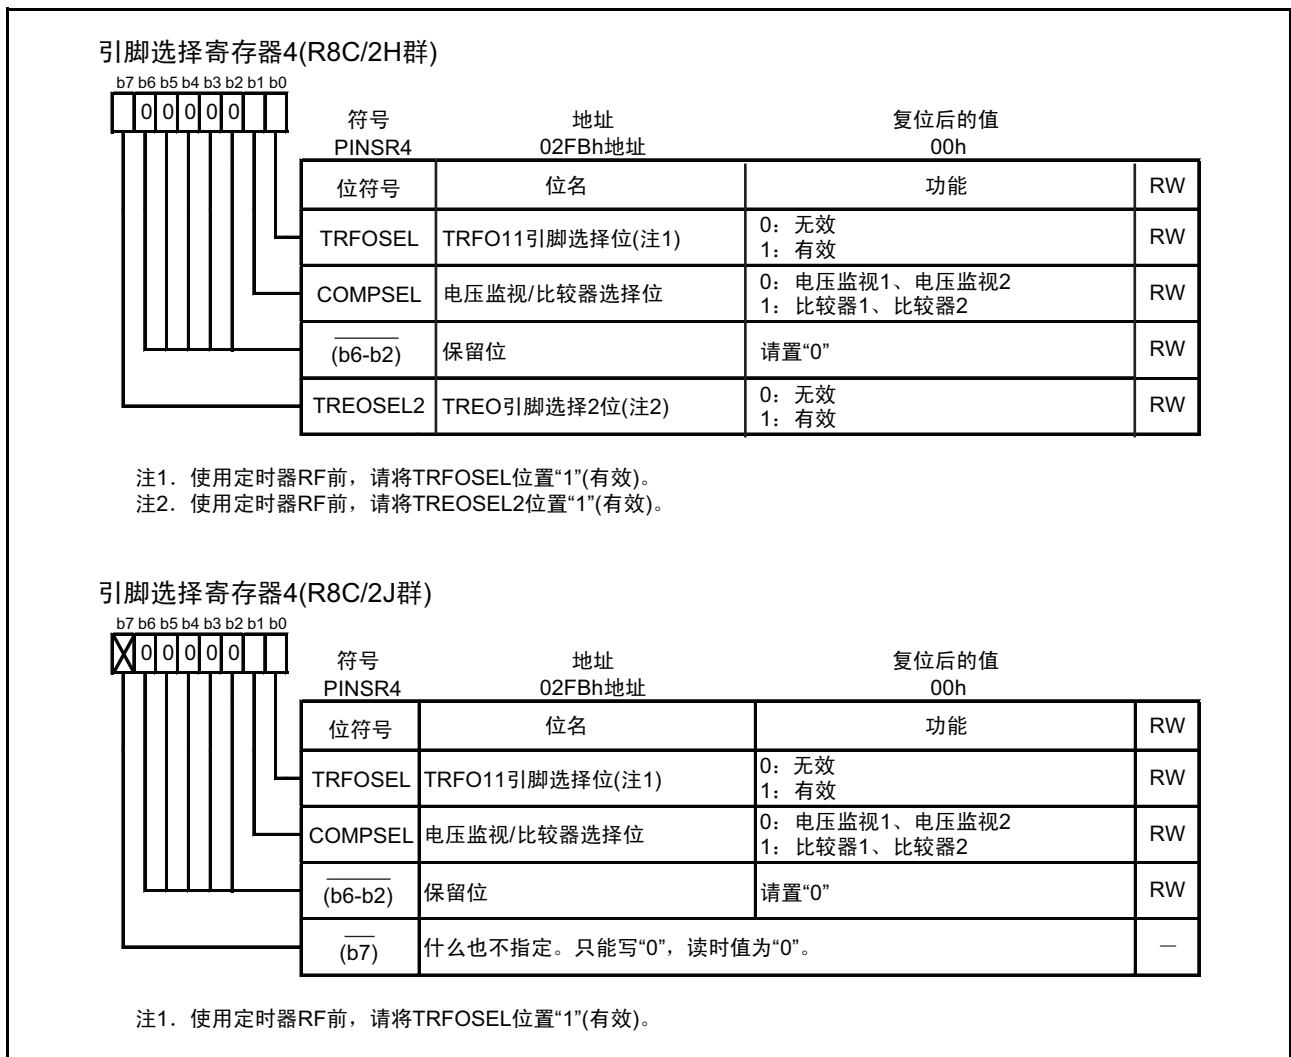 引脚选择寄存器4(R8C/2H群)
b7 b6 b5 b4 b3 b2 b1 b0
0 0 0 0 0
符号 地址 复位后的值
PINSR4 02FBh地址 00h
位符号 位名 功能 RW
TRFOSEL TRFO11引脚选择位(注1) 0：无效 RW
1：有效
COMPSEL 电压监视/比较器选择位 0：电压监视1、电压监视2 RW
1：比较器1、比较器2
(b6-b2) 保留位 请置“0” RW
TREOSEL2 TREO引脚选择2位(注2) 0：无效 RW
1：有效
注1．使用定时器RF前，请将TRFOSEL位置“1”(有效)。
注2．使用定时器RF前，请将TREOSEL2位置“1”(有效)。
引脚选择寄存器4(R8C/2J群)
b7 b6 b5 b4 b3 b2 b1 b0
0 0 0 0 0
符号 地址 复位后的值
PINSR4 02FBh地址 00h
位符号 位名 功能 RW
TRFOSEL TRFO11引脚选择位(注1) 0：无效 RW
1：有效
COMPSEL 电压监视/比较器选择位 0：电压监视1、电压监视2 RW
1：比较器1、比较器2
(b6-b2) 保留位 请置“0” RW
(b7) 什么也不指定。只能写“0”，读时值为“0”。 —
注1．使用定时器RF前，请将TRFOSEL位置“1”(有效)。